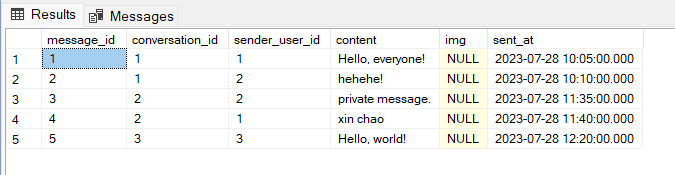 Results Messages
message_id conversation_id sender_user_id content img sent_at
1 1 1 1 Hello, everyone! NULL 2023-07-28 10:05:00.000
2 2 1 2 hehehe! NULL 2023-07-28 10:10:00.000
3 3 2 2 private message. NULL 2023-07-28 11:35:00.000
4 4 2 1 xin chao NULL 2023-07-28 11:40:00.000
5 5 3 3 Hello, world! NULL 2023-07-28 12:20:00.000